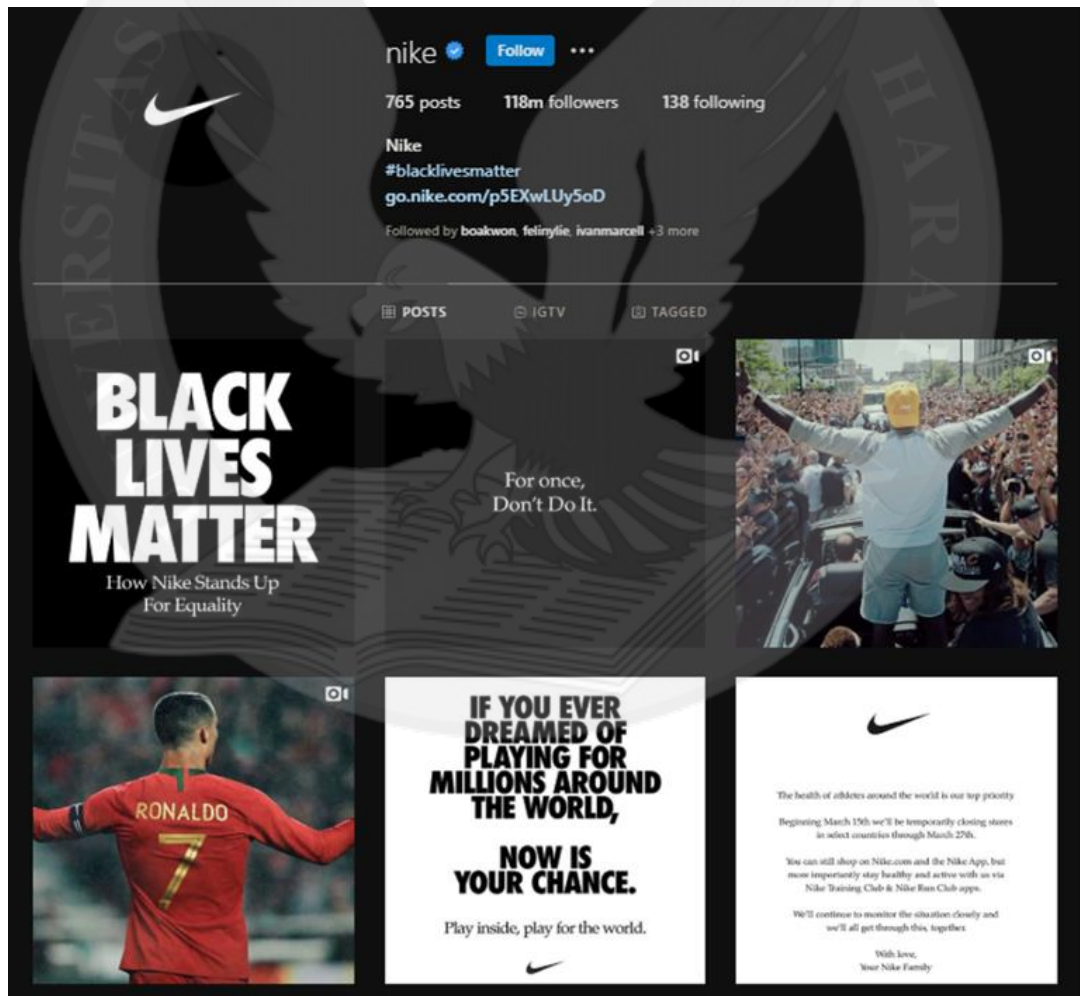 nike Follow •••
765 posts 118m followers 138 following
Nike
#blacklivesmatter
go.nike.com/p5EXwLUy5oD
Followed by boakwon, felinylie, ivanmarcell +3 more
POSTS IGTV TAGGED
BLACK
LIVES
MATTER
How Nike Stands Up
For Equality
For once,
Don't Do It.
RONALDO
7
IF YOU EVER
DREAMED OF
PLAYING FOR
MILLIONS AROUND
THE WORLD,
NOW IS
YOUR CHANCE.
Play inside, play for the world.
The health of athletes around the world is our top priority
Beginning March 15th we'll be temporarily closing stores
in select countries through March 27th.
You can still shop on Nike.com and the Nike App, but
more importantly stay healthy and active with us via
Nike Training Club & Nike Run Club apps.
We'll continue to monitor the situation closely and
we'll all get through this, together.
With love,
Your Nike Family
ERSITAS
HARA